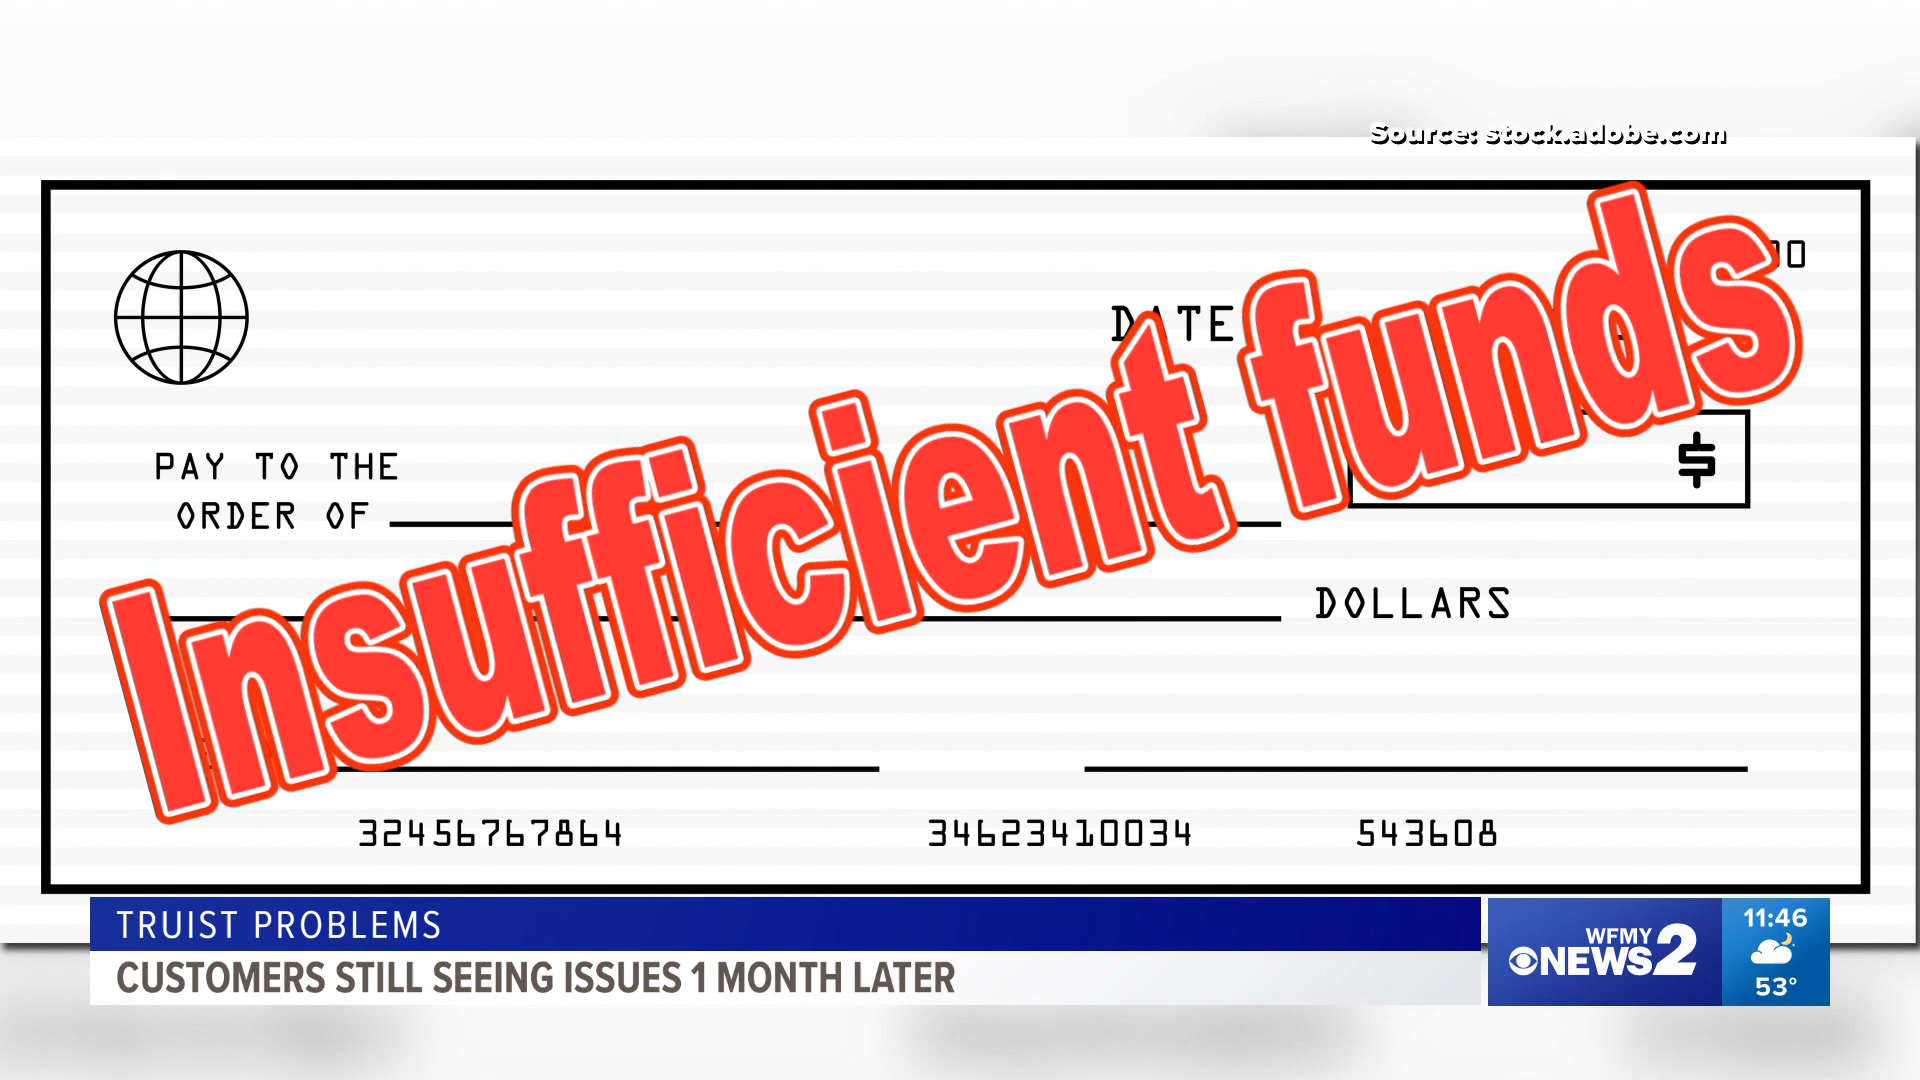 Source: stock.adobe.com
DATE
PAY TO THE
ORDER OF
$
Insufficient funds
DOLLARS
32456767864 34623410034 543608
TRUIST PROBLEMS
CUSTOMERS STILL SEEING ISSUES 1 MONTH LATER
WFMY
NEWS 2
11:46
53°